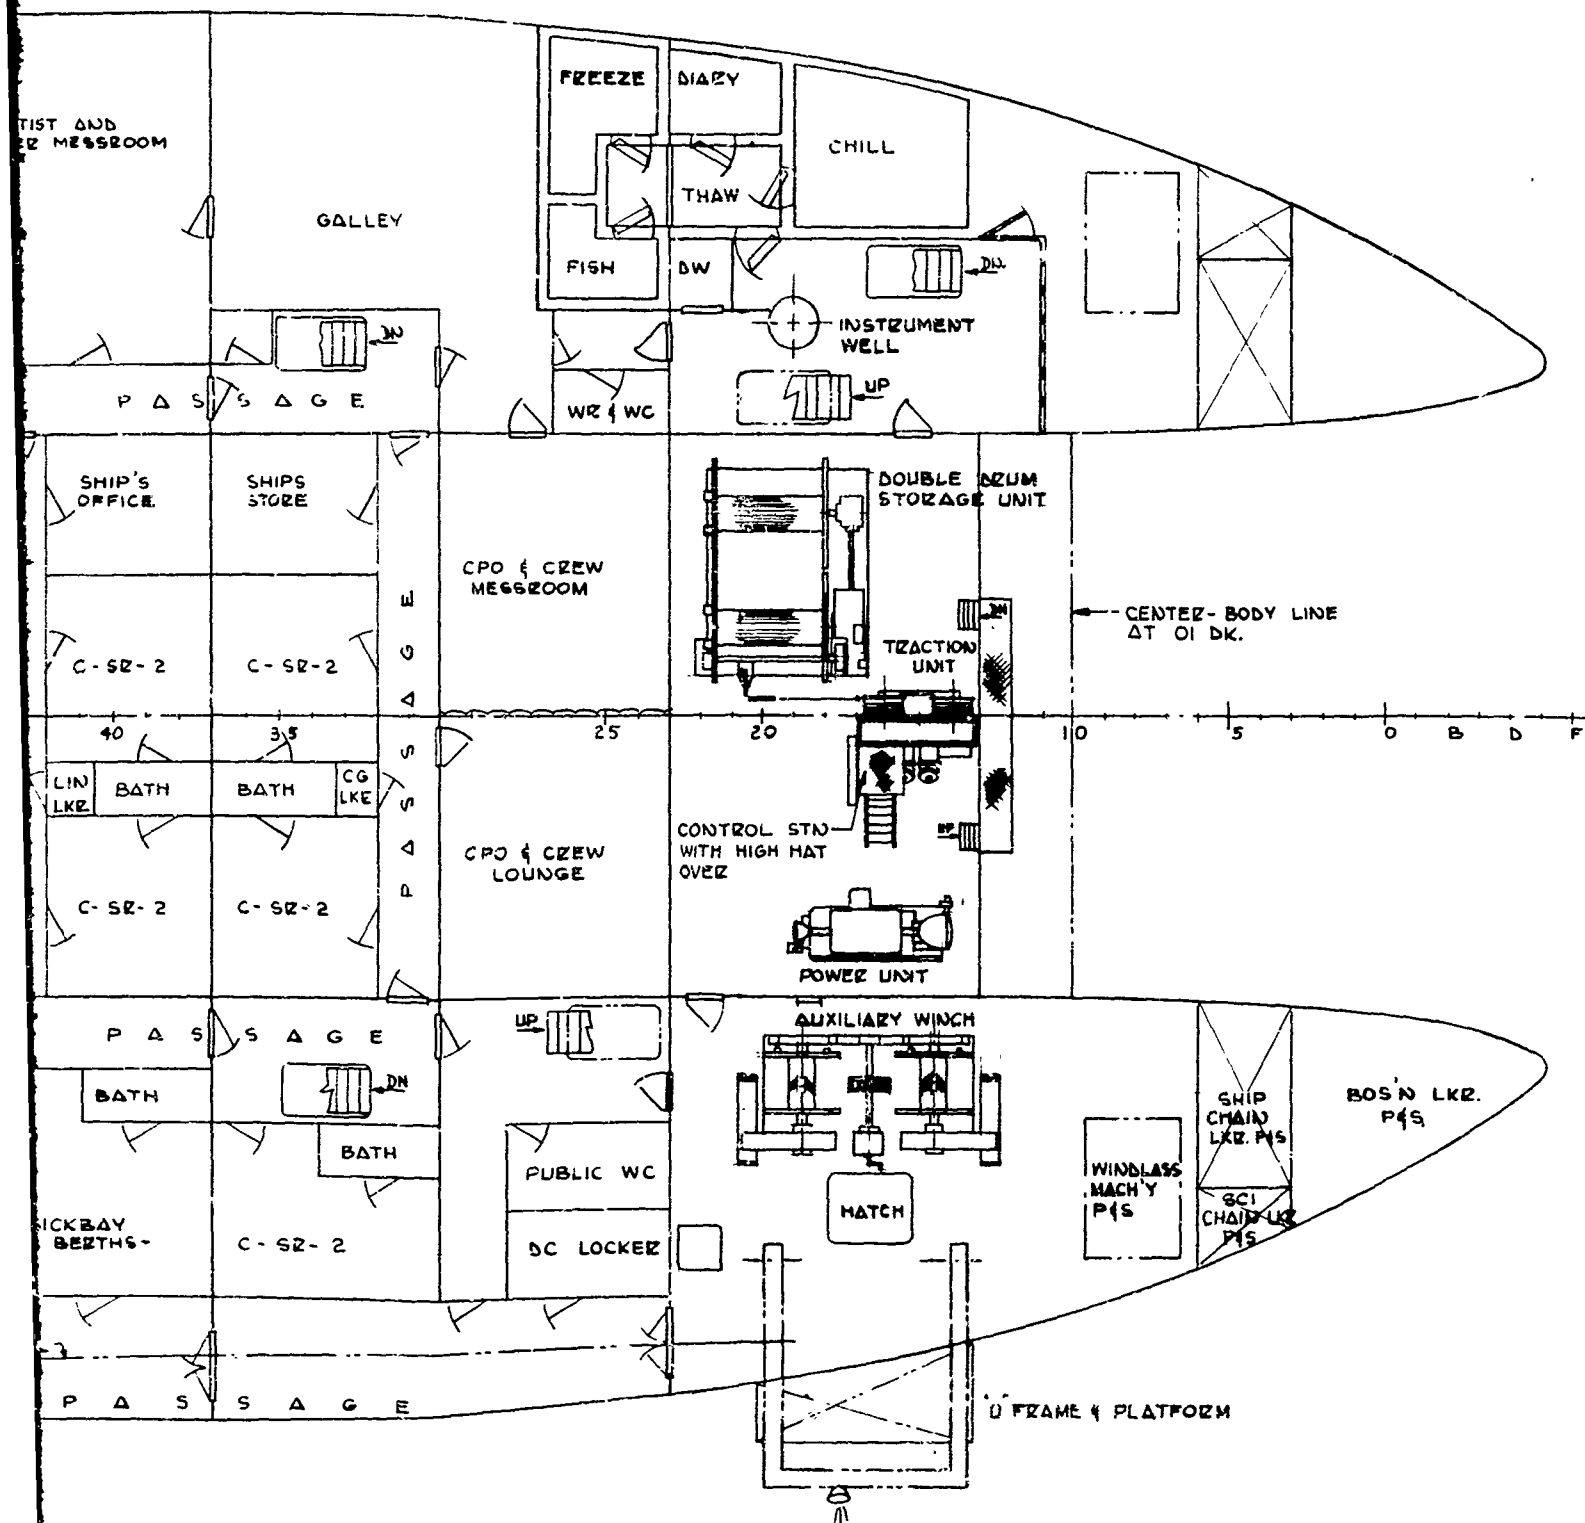 FREEZE
DIARY
TIST AND
ER MESSROOM
CHILL
THAW
GALLEY
FISH
DW
DN
INSTRUMENT
WELL
DN
UP
PASSAGE
WR & WC
SHIP'S
OFFICE
SHIPS
STORE
DOUBLE DRUM
STORAGE UNIT
CPO & CREW
MESSROOM
PASSAGE
DN
CENTER-BODY LINE
AT 01 DK.
C-SR-2
C-SR-2
TRACTION
UNIT
40
35
25
20
10
5
0
B
D
F
LIN
LKR
BATH
BATH
CG
LKR
CONTROL STN
WITH HIGH HAT
OVER
UP
CPO & CREW
LOUNGE
C-SR-2
C-SR-2
POWER UNIT
UP
AUXILIARY WINCH
PASSAGE
DN
BATH
BATH
SHIP
CHAIN
LKR. P&S
BOS'N LKR.
P&S
PUBLIC WC
WINDLASS
MACH'Y
P&S
HATCH
SCI
CHAIN LKR
P&S
ICKBAY
BERTHS-
C-SR-2
DC LOCKER
PASSAGE
"U" FRAME & PLATFORM